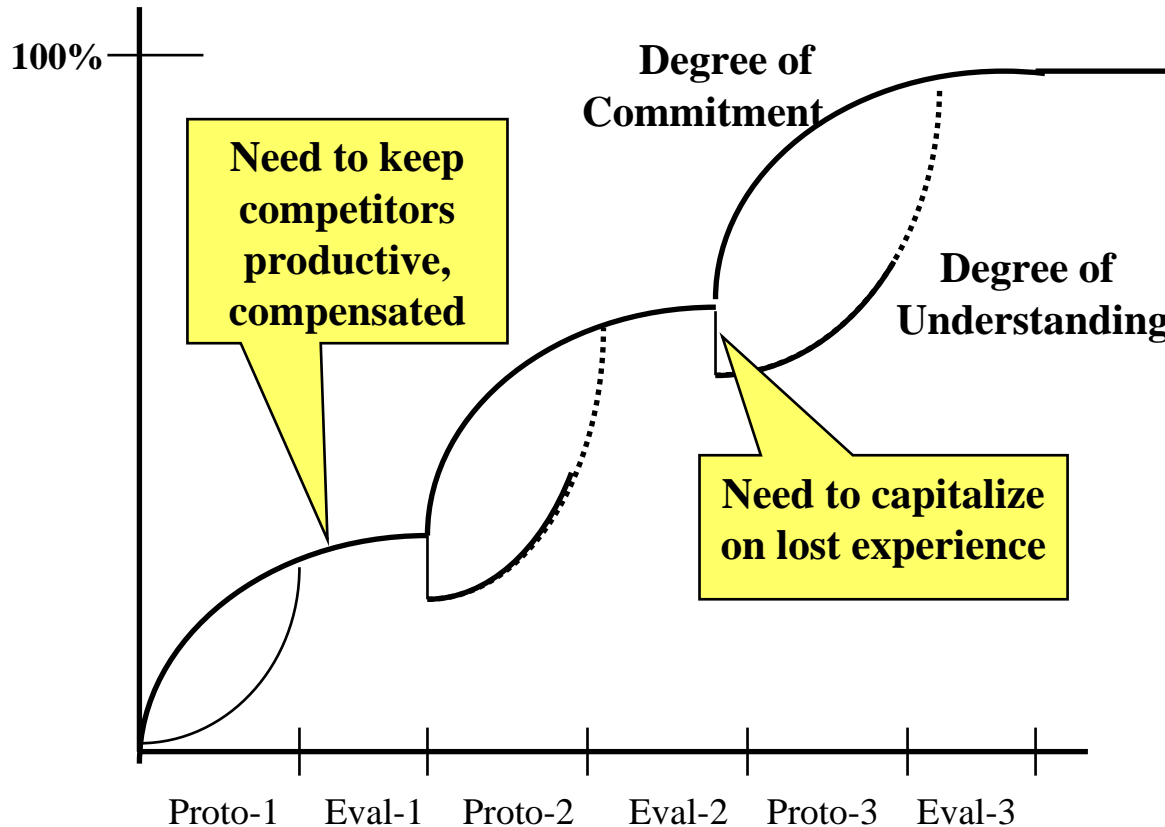 100%
Degree of
Commitment
Need to keep
competitors
productive,
compensated
Degree of
Understanding
Need to capitalize
on lost experience
Proto-1 Eval-1 Proto-2 Eval-2 Proto-3 Eval-3